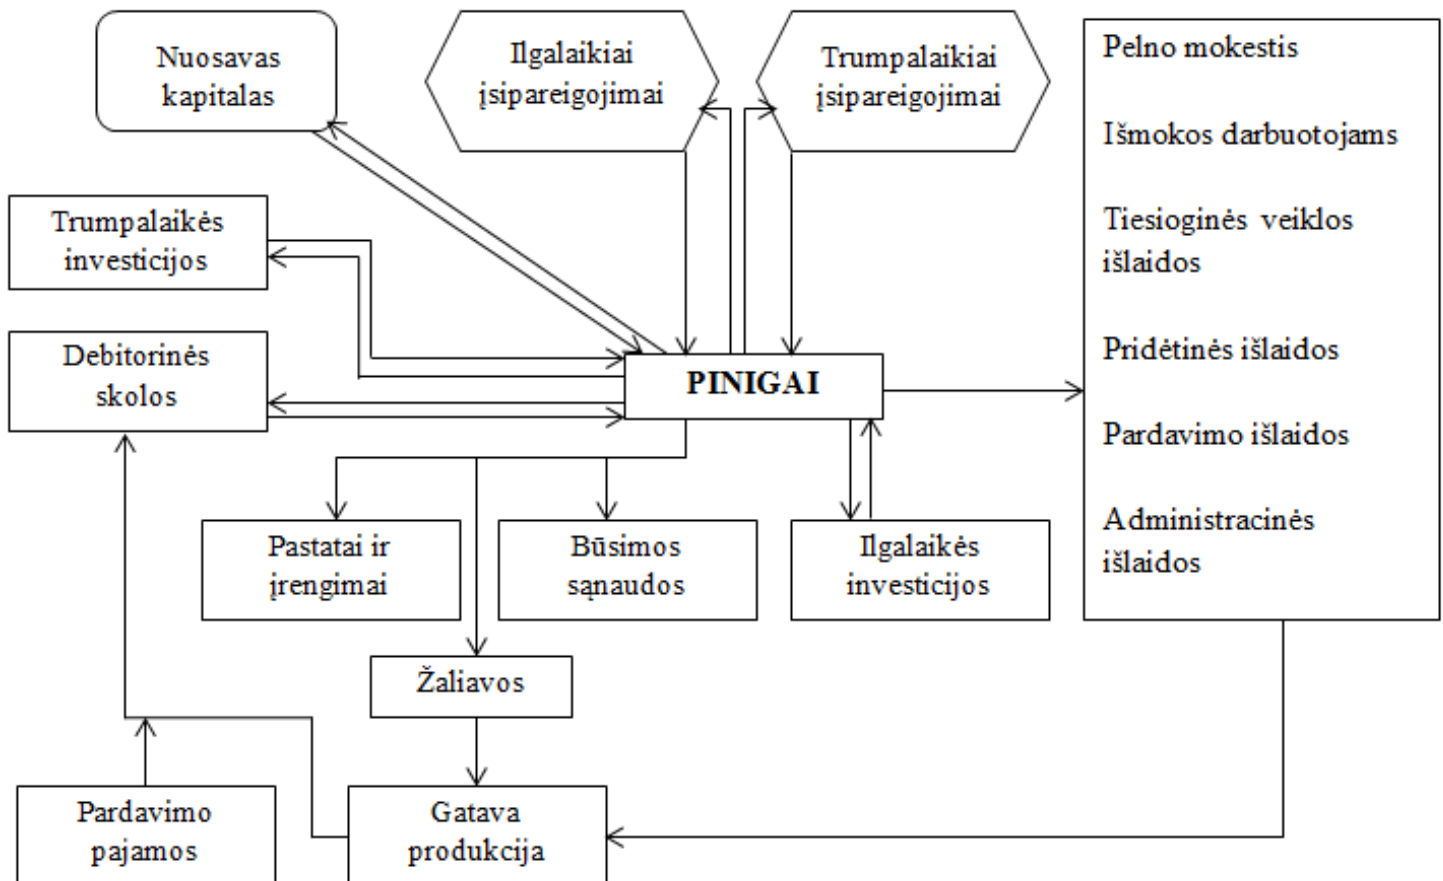 Nuosavas
kapitalas
Ilgalaikiai
įsipareigojimai
Trumpalaikiai
įsipareigojimai
Pelno mokestis
Išmokos darbuotojams
Tiesioginės veiklos
išlaidos
Pridėtinės išlaidos
Pardavimo išlaidos
Administracinės
išlaidos
Trumpalaikės
investicijos
Debitorinės
skolos
PINIGAI
Pastatai ir
įrengimai
Būsimos
sąnaudos
Ilgalaikės
investicijos
Žaliavos
Pardavimo
pajamos
Gatava
produkcija